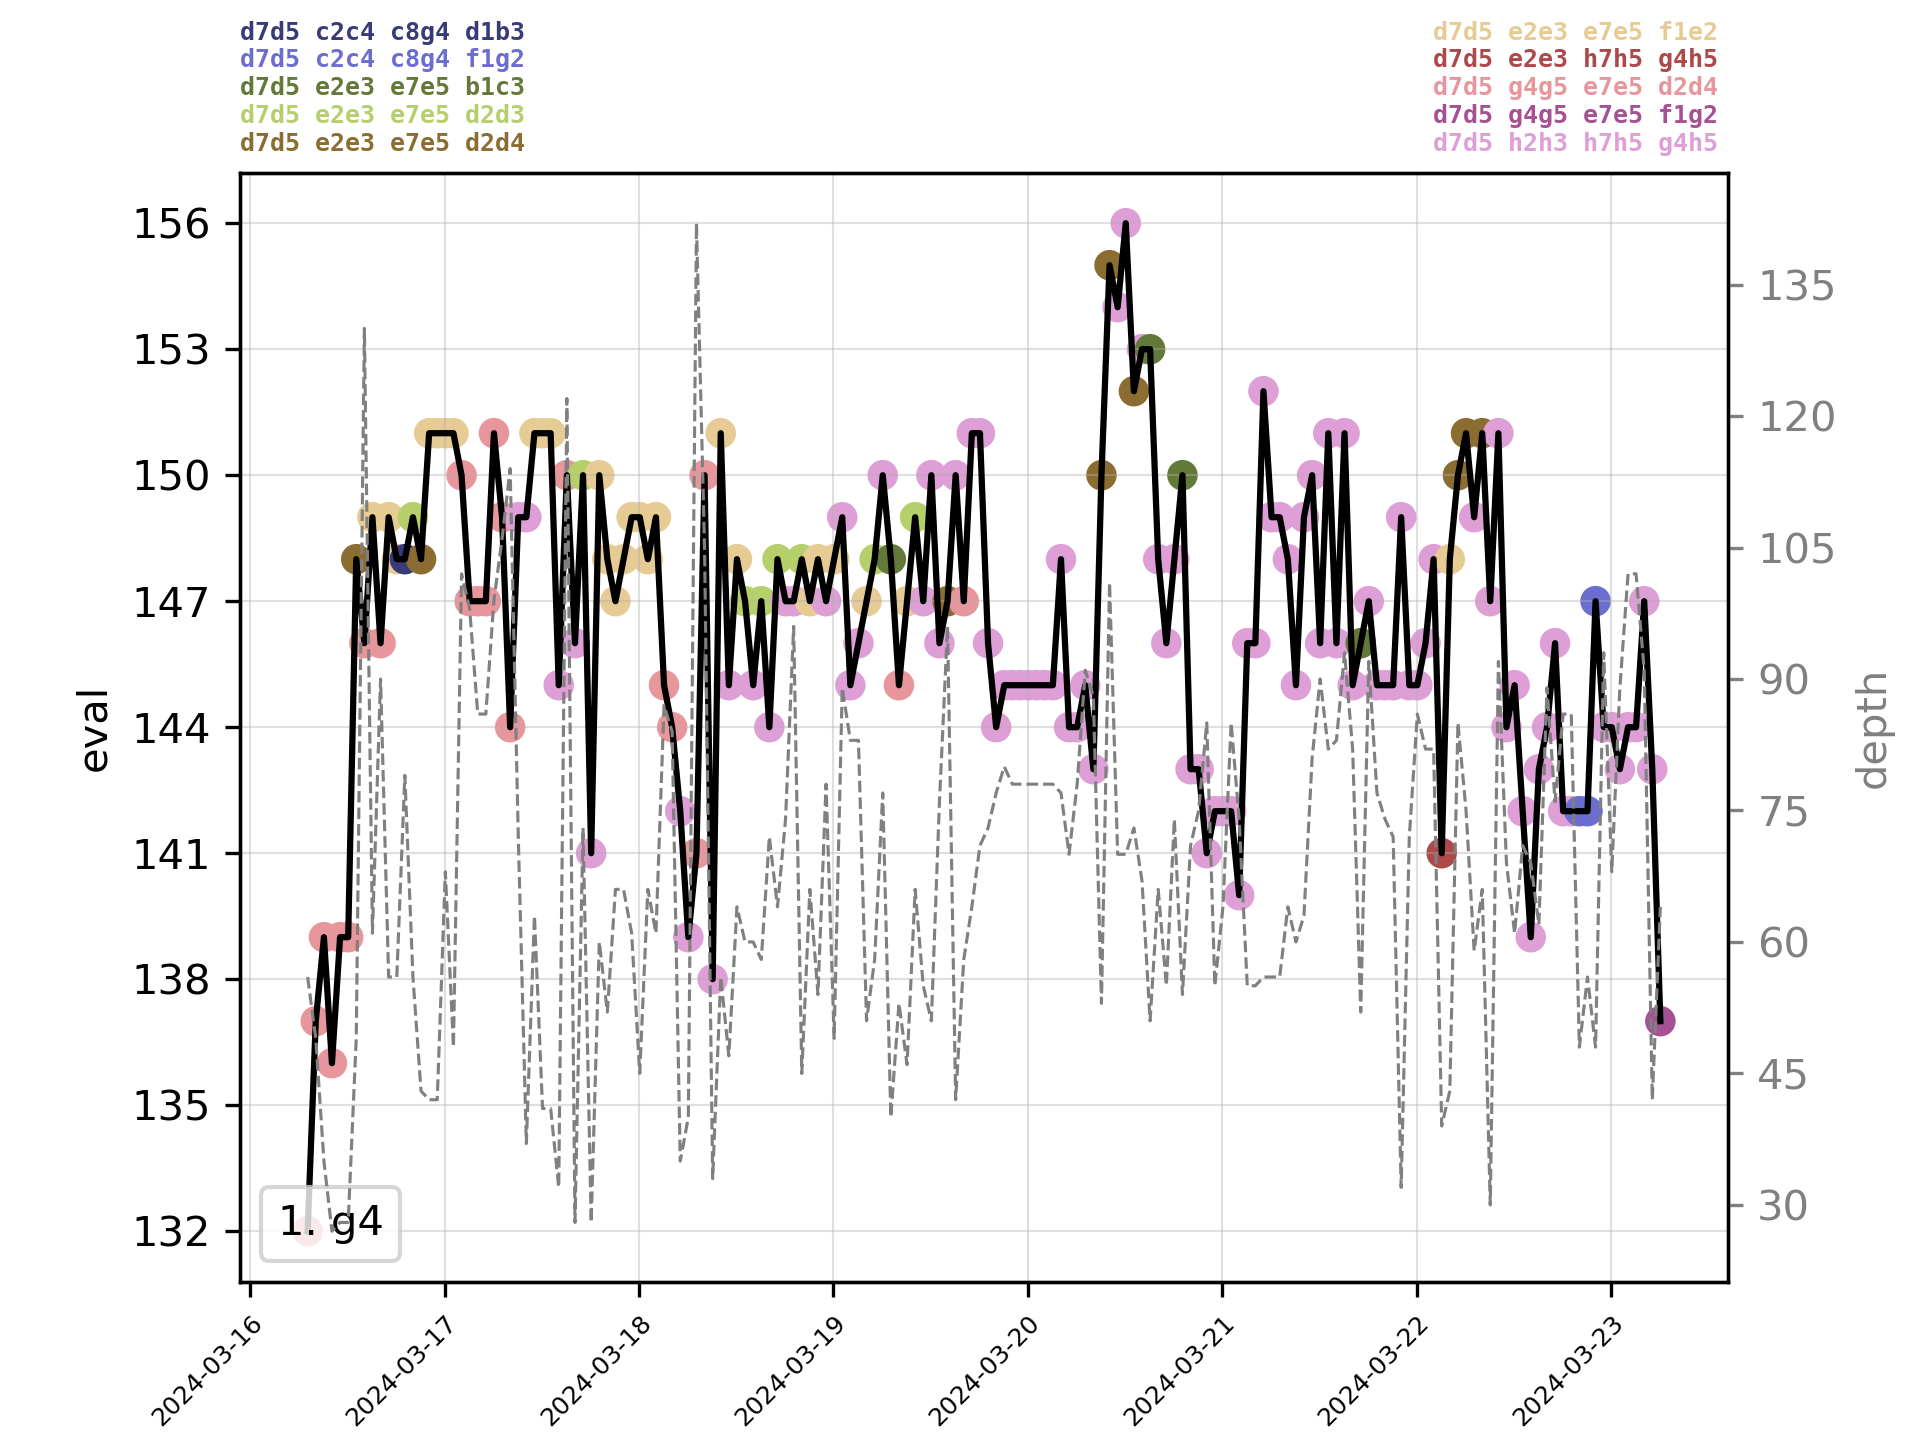 d7d5 c2c4 c8g4 d1b3
d7d5 c2c4 c8g4 f1g2
d7d5 e2e3 e7e5 b1c3
d7d5 e2e3 e7e5 d2d3
d7d5 e2e3 e7e5 d2d4
d7d5 e2e3 e7e5 f1e2
d7d5 e2e3 h7h5 g4h5
d7d5 g4g5 e7e5 d2d4
d7d5 g4g5 e7e5 f1g2
d7d5 h2h3 h7h5 g4h5
156
153
150
147
144
141
138
135
132
eval
135
120
105
90
75
60
45
30
depth
1. g4
2024-03-16
2024-03-17
2024-03-18
2024-03-19
2024-03-20
2024-03-21
2024-03-22
2024-03-23